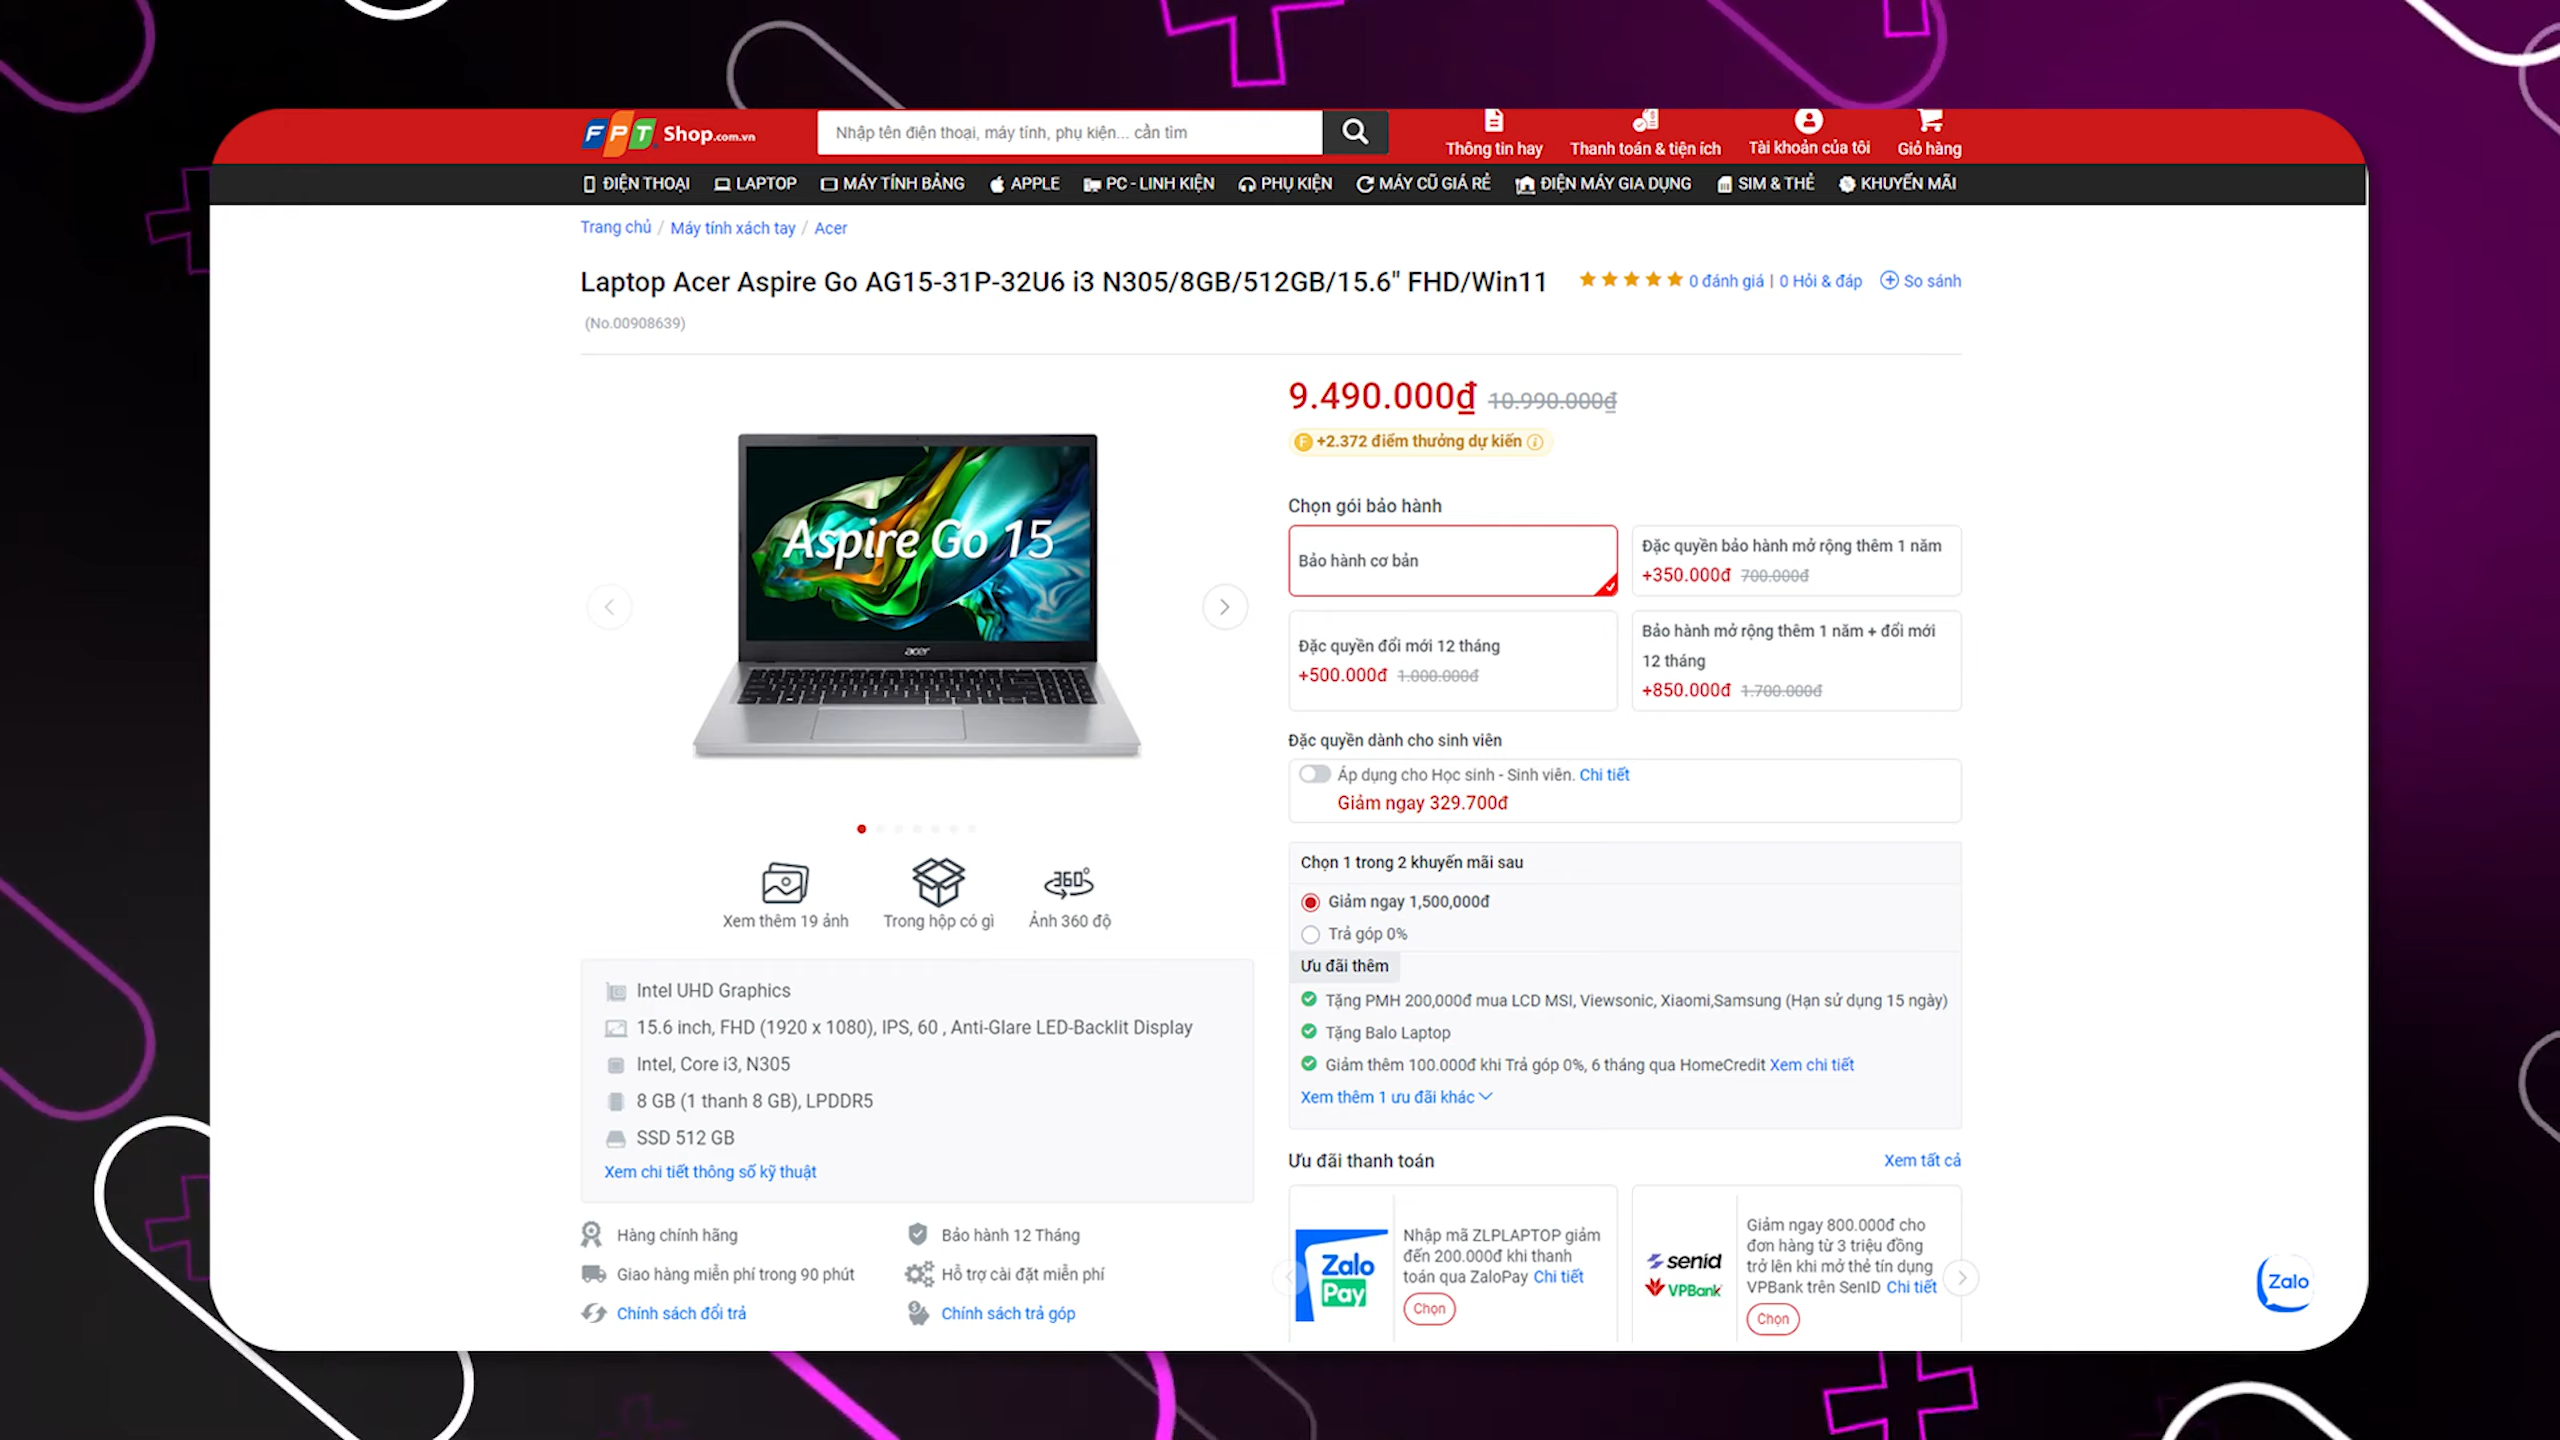 FPT Shop.com.vn
Nhập tên điện thoại, máy tính, phụ kiện... cần tìm
Thông tin hay
Thanh toán & tiện ích
Tài khoản của tôi
Giỏ hàng
ĐIỆN THOẠI
LAPTOP
MÁY TÍNH BẢNG
APPLE
PC - LINH KIỆN
PHỤ KIỆN
MÁY CŨ GIÁ RẺ
ĐIỆN MÁY GIA DỤNG
SIM & THẺ
KHUYẾN MÃI
Trang chủ / Máy tính xách tay / Acer
Laptop Acer Aspire Go AG15-31P-32U6 i3 N305/8GB/512GB/15.6" FHD/Win11
0 đánh giá | 0 Hỏi & đáp
So sánh
(No.00908639)
Aspire Go 15
acer
Xem thêm 19 ảnh
Trong hộp có gì
360°
Ảnh 360 độ
Intel UHD Graphics
15.6 inch, FHD (1920 x 1080), IPS, 60 , Anti-Glare LED-Backlit Display
Intel, Core i3, N305
8 GB (1 thanh 8 GB), LPDDR5
SSD 512 GB
Xem chi tiết thông số kỹ thuật
Hàng chính hãng
Bảo hành 12 Tháng
Giao hàng miễn phí trong 90 phút
Hỗ trợ cài đặt miễn phí
Chính sách đổi trả
Chính sách trả góp
9.490.000₫ 10.990.000₫
+2.372 điểm thưởng dự kiến
Chọn gói bảo hành
Bảo hành cơ bản
Đặc quyền bảo hành mở rộng thêm 1 năm
+350.000đ 700.000đ
Đặc quyền đổi mới 12 tháng
+500.000đ 1.000.000đ
Bảo hành mở rộng thêm 1 năm + đổi mới
12 tháng
+850.000đ 1.700.000đ
Đặc quyền dành cho sinh viên
Áp dụng cho Học sinh - Sinh viên. Chi tiết
Giảm ngay 329.700đ
Chọn 1 trong 2 khuyến mãi sau
Giảm ngay 1,500,000đ
Trả góp 0%
Ưu đãi thêm
Tặng PMH 200,000đ mua LCD MSI, Viewsonic, Xiaomi,Samsung (Hạn sử dụng 15 ngày)
Tặng Balo Laptop
Giảm thêm 100.000đ khi Trả góp 0%, 6 tháng qua HomeCredit Xem chi tiết
Xem thêm 1 ưu đãi khác
Ưu đãi thanh toán
Xem tất cả
Zalo
Pay
Nhập mã ZLPLAPTOP giảm
đến 200.000đ khi thanh
toán qua ZaloPay Chi tiết
Chọn
senid
VPBank
Giảm ngay 800.000đ cho
đơn hàng từ 3 triệu đồng
trở lên khi mở thẻ tín dụng
VPBank trên SenID Chi tiết
Chọn
Zalo